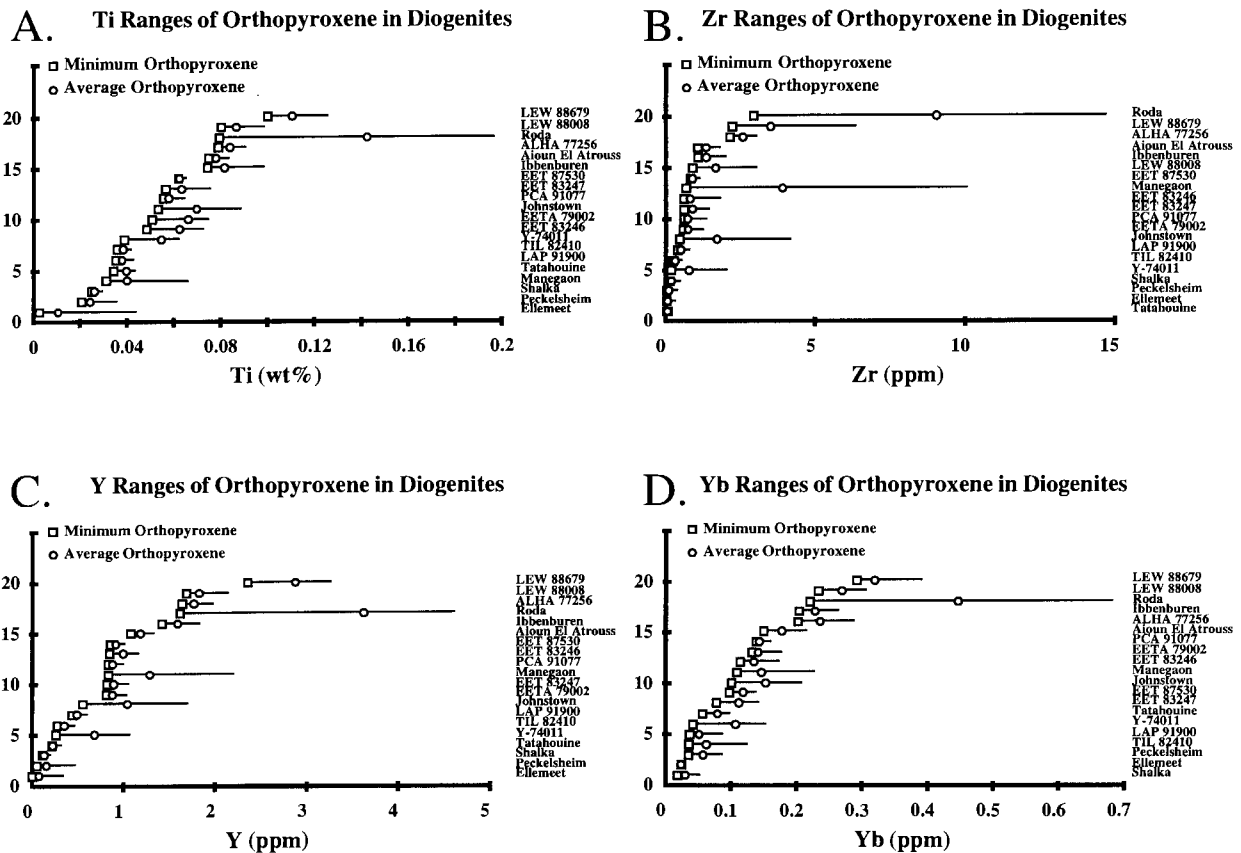 A. Ti Ranges of Orthopyroxene in Diogenites
Minimum Orthopyroxene
Average Orthopyroxene
20
15
10
5
0
LEW 88679
LEW 88008
Roda
ALHA 77256
Aioun El Atrouss
Ibbenburen
EET 87530
EET 83247
PCA 91077
Johnstown
EETA 79002
EET 83246
Y-74011
TIL 82410
LAP 91900
Tatahouine
Manegaon
Shalka
Peckelsheim
Ellemeet
0 0.04 0.08 0.12 0.16 0.2
Ti (wt%)
B. Zr Ranges of Orthopyroxene in Diogenites
Minimum Orthopyroxene
Average Orthopyroxene
20
15
10
5
0
Roda
LEW 88679
ALHA 77256
Aioun El Atrouss
Ibbenburen
LEW 88008
EET 87530
Manegaon
EET 83246
EET 83247
PCA 91077
EETA 79002
Johnstown
LAP 91900
TIL 82410
Y-74011
Shalka
Peckelsheim
Ellemeet
Tatahouine
0 5 10 15
Zr (ppm)
C. Y Ranges of Orthopyroxene in Diogenites
Minimum Orthopyroxene
Average Orthopyroxene
20
15
10
5
0
LEW 88679
LEW 88008
ALHA 77256
Roda
Ibbenburen
Aioun El Atrouss
EET 87530
EET 83246
PCA 91077
Manegaon
EET 83247
EETA 79002
Johnstown
LAP 91900
TIL 82410
Y-74011
Tatahouine
Shalka
Peckelsheim
Ellemeet
0 1 2 3 4 5
Y (ppm)
D. Yb Ranges of Orthopyroxene in Diogenites
Minimum Orthopyroxene
Average Orthopyroxene
20
15
10
5
0
LEW 88679
LEW 88008
Roda
Ibbenburen
ALHA 77256
Aioun El Atrouss
PCA 91077
EETA 79002
EET 83246
Manegaon
Johnstown
EET 87530
EET 83247
Tatahouine
Y-74011
LAP 91900
TIL 82410
Peckelsheim
Ellemeet
Shalka
0 0.1 0.2 0.3 0.4 0.5 0.6 0.7
Yb (ppm)